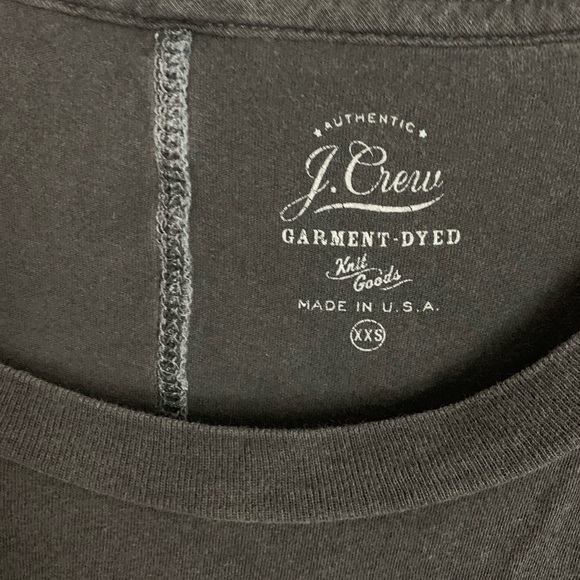 AUTHENTIC
J.Crew
GARMENT-DYED
Knit
Goods
MADE IN U.S.A.
XXS